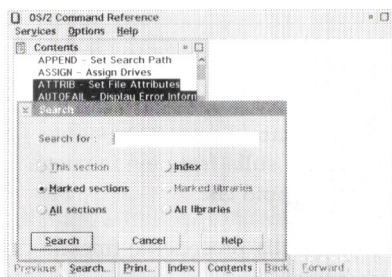 OS/2 Command Reference
Services Options Help
Contents
APPEND - Set Search Path
ASSIGN - Assign Drives
ATTRIB - Set File Attributes
AUTOFAIL - Display Error Inform
Search
Search for:
This section
Index
Marked sections
Marked libraries
All sections
All libraries
Search Cancel Help
Previous Search... Print... Index Contents Back Forward